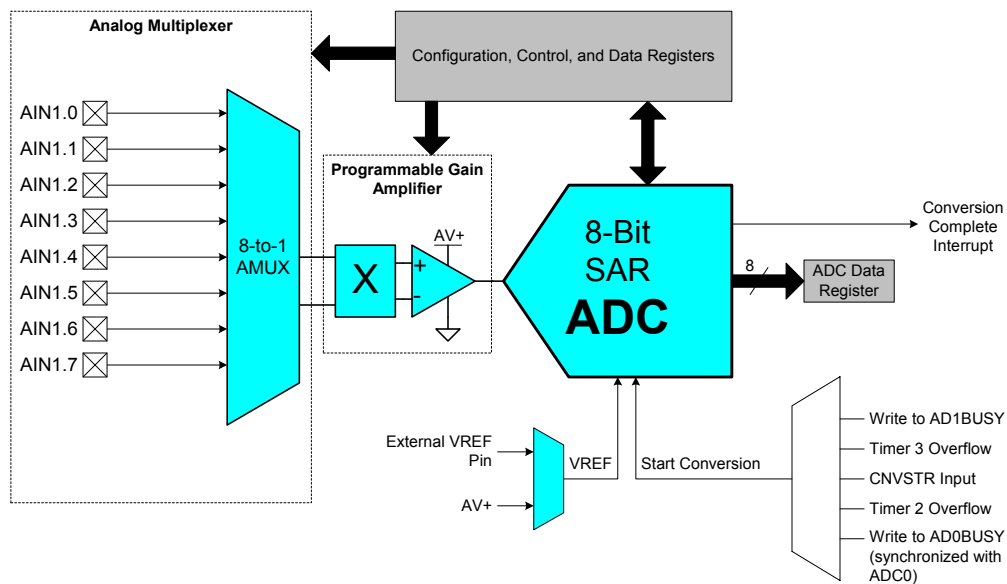 Analog Multiplexer
Configuration, Control, and Data Registers
AIN1.0
AIN1.1
AIN1.2
AIN1.3
AIN1.4
AIN1.5
AIN1.6
AIN1.7
8-to-1
AMUX
Programmable Gain
Amplifier
X
+
-
AV+
8-Bit
SAR
ADC
Conversion
Complete
Interrupt
8
ADC Data
Register
External VREF
Pin
AV+
VREF
Start Conversion
Write to AD1BUSY
Timer 3 Overflow
CNVSTR Input
Timer 2 Overflow
Write to AD0BUSY
(synchronized with
ADC0)